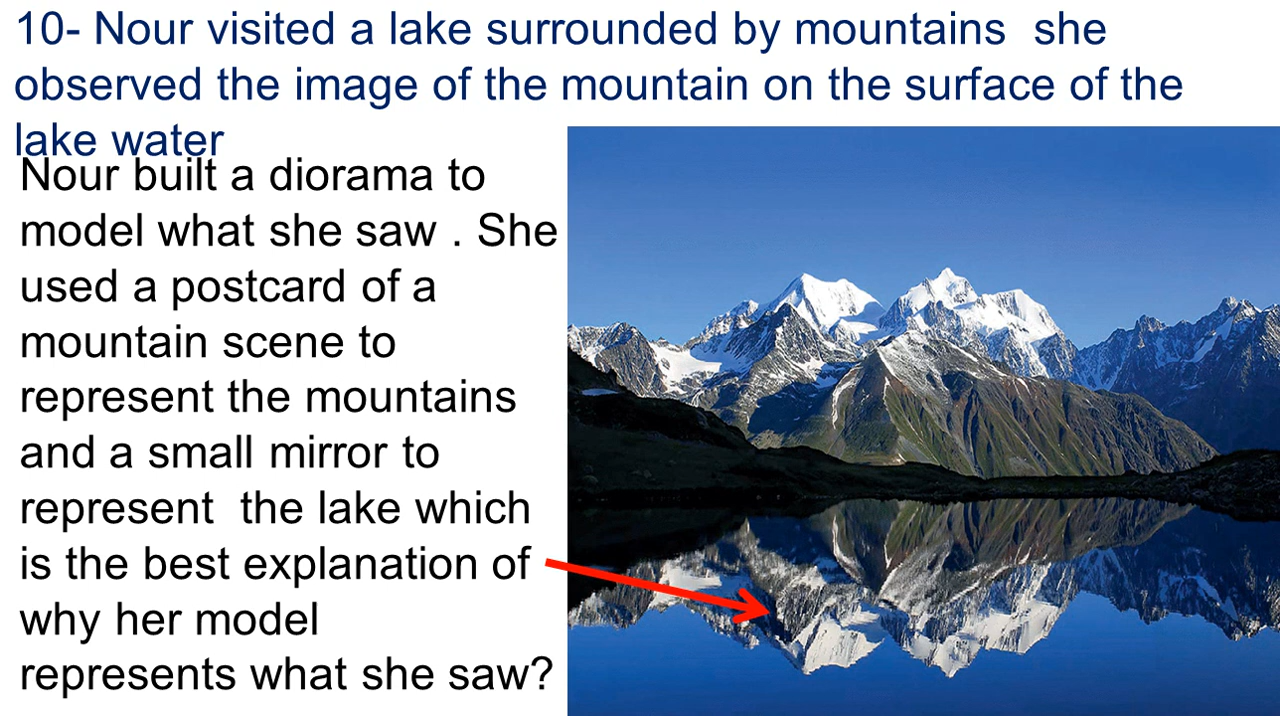 10- Nour visited a lake surrounded by mountains she
observed the image of the mountain on the surface of the
lake water
Nour built a diorama to
model what she saw . She
used a postcard of a
mountain scene to
represent the mountains
and a small mirror to
represent the lake which
is the best explanation of
why her model
represents what she saw?